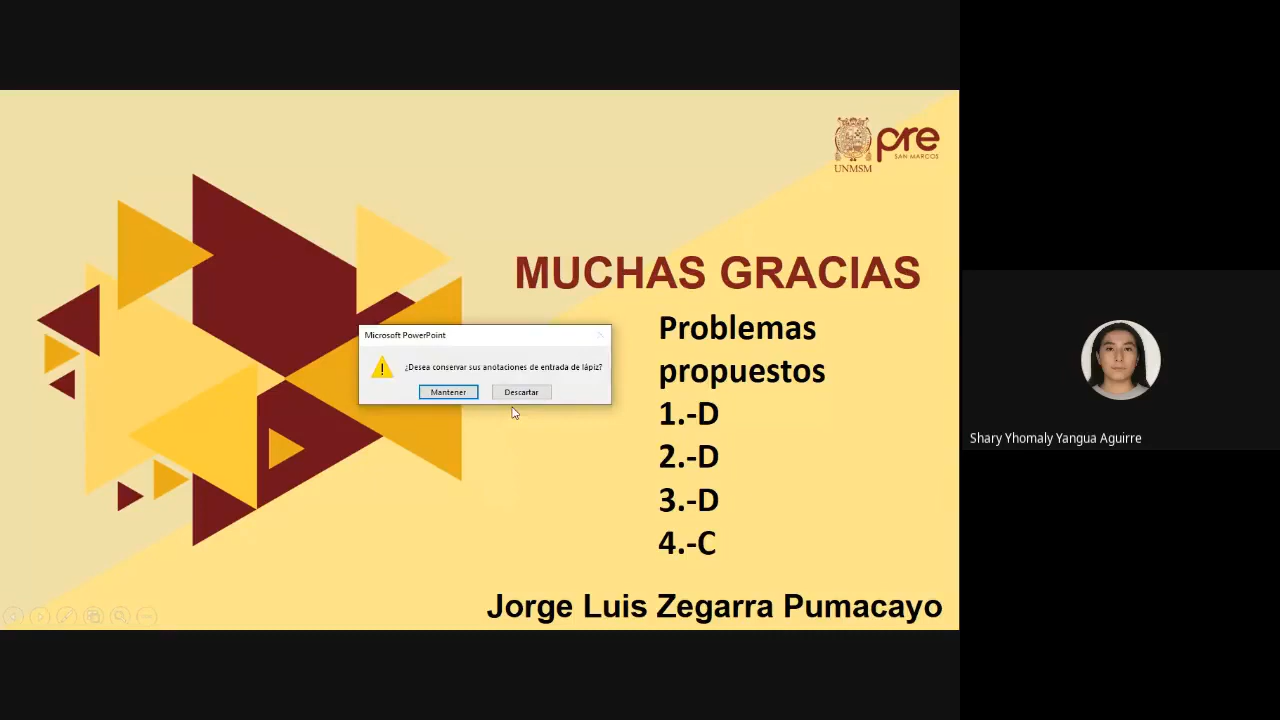 pre
SAN MARCOS
UNMSM
MUCHAS GRACIAS
Problemas
propuestos
1.-D
2.-D
3.-D
4.-C
Jorge Luis Zegarra Pumacayo
Microsoft PowerPoint
¿Desea conservar sus anotaciones de entrada de lápiz?
Mantener
Descartar
Shary Yhomaly Yangua Aguirre